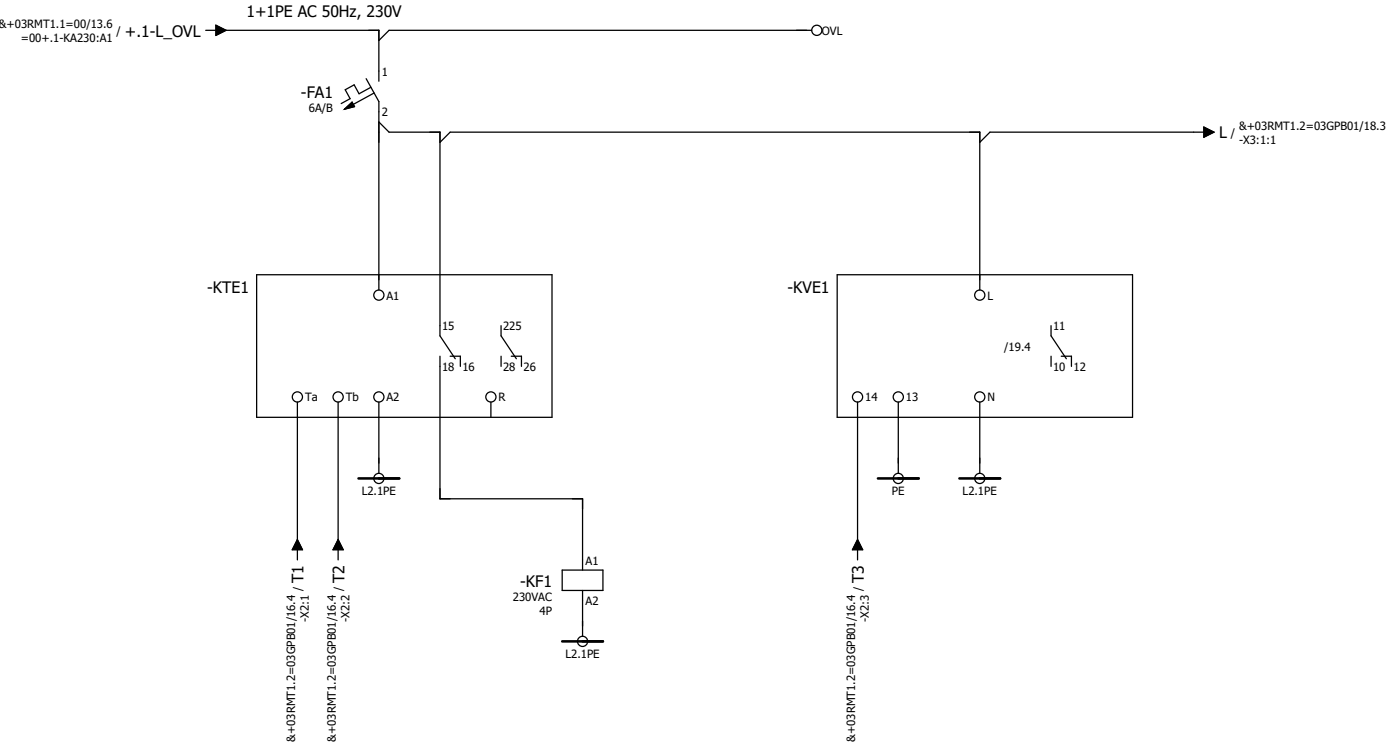 1+1PE AC 50Hz, 230V
&+03RMT1.1=00/13.6
=00+.1-KA230:A1
/ +.1-L_OVL
OVL
1
-FA1
6A/B
2
L /
&+03RMT1.2=03GPB01/18.3
-X3:1:1
-KTE1
A1
15
225
18 16
28 26
Ta
Tb
A2
R
L2.1PE
-KVE1
L
11
/19.4
10 12
14
13
N
PE
L2.1PE
A1
-KF1
230VAC
4P
A2
L2.1PE
&+03RMT1.2=03GPB01/16.4 / T1
-X2:1
&+03RMT1.2=03GPB01/16.4 / T2
-X2:2
&+03RMT1.2=03GPB01/16.4 / T3
-X2:3